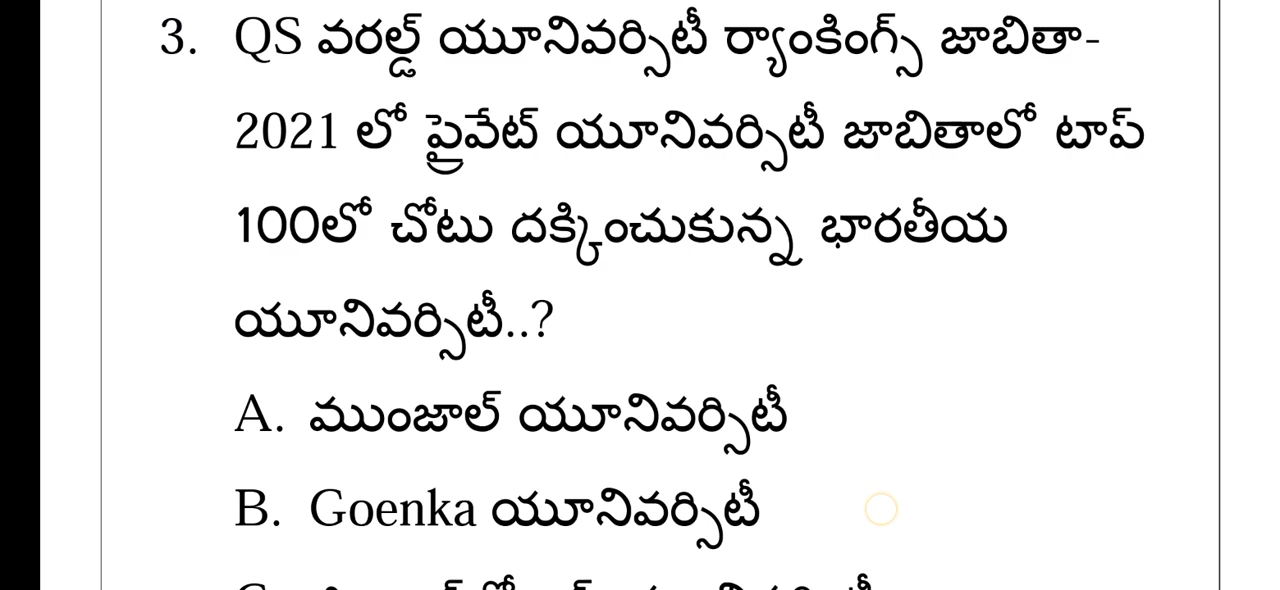 3. QS వరల్డ్ యూనివర్సిటీ ర్యాంకింగ్స్ జాబితా-
2021 లో ప్రైవేట్ యూనివర్సిటీ జాబితాలో టాప్
100లో చోటు దక్కించుకున్న భారతీయ
యూనివర్సిటీ..?
A. ముంజాల్ యూనివర్సిటీ
B. Goenka యూనివర్సిటీ